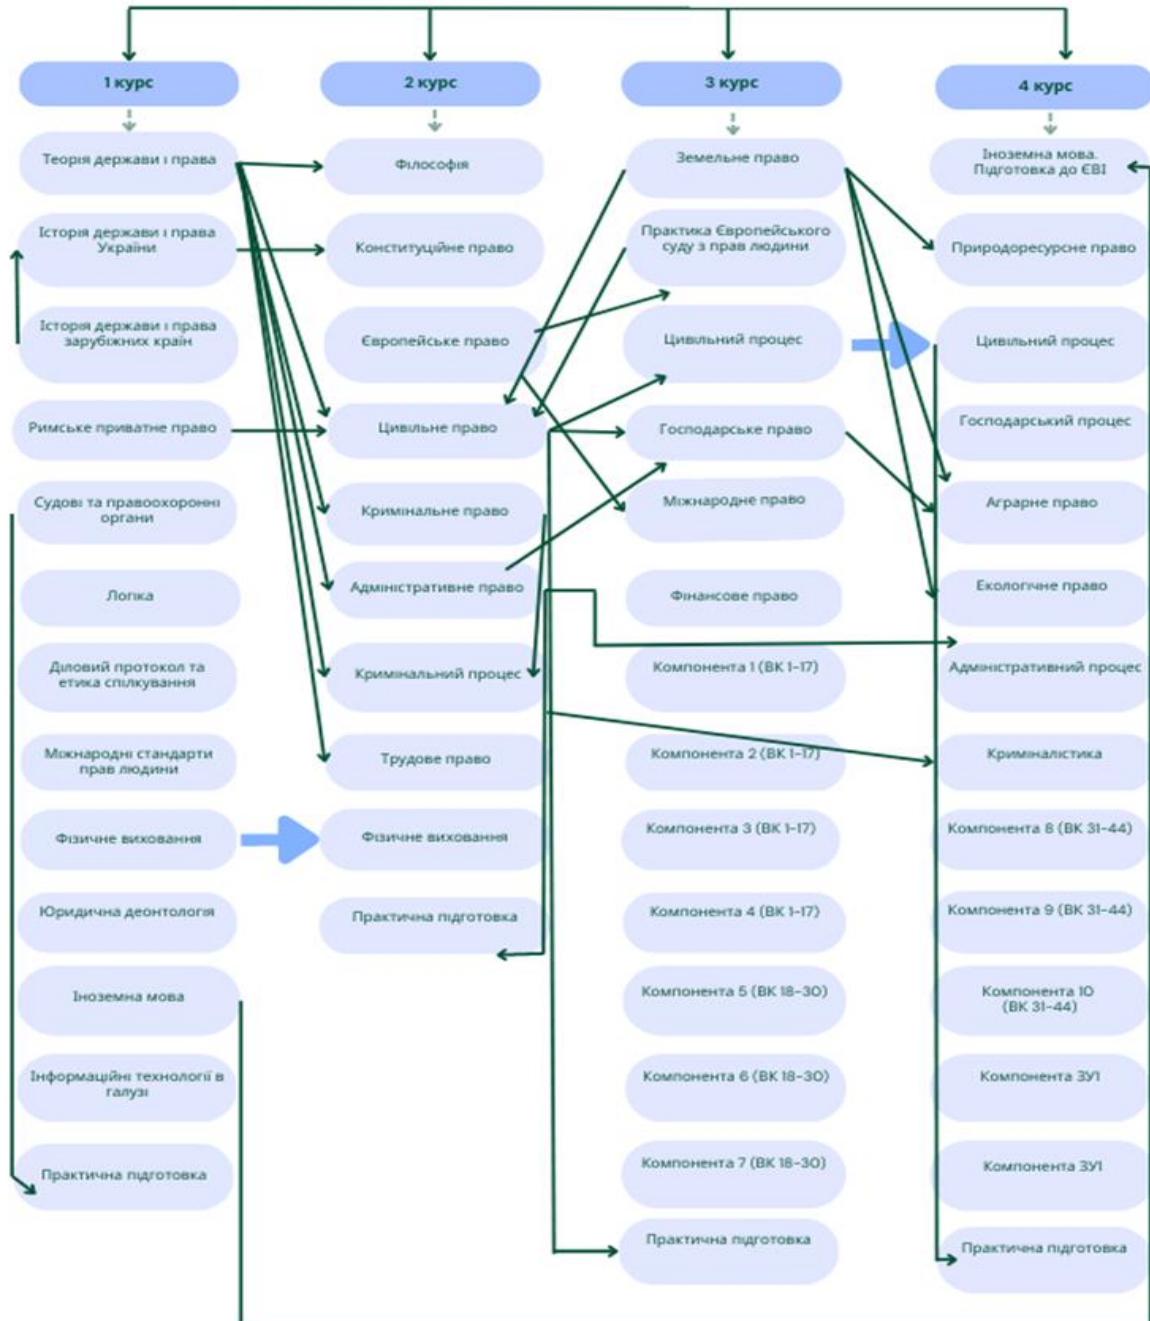 1 курс
Теорія держави і права
Історія держави і права
України
Історія держави і права
зарубіжних країн
Римське приватне право
Судові та правоохоронні
органи
Логіка
Діловий протокол та
етика спілкування
Міжнародні стандарти
прав людини
Фізичне виховання
Юридична деонтологія
Іноземна мова
Інформаційні технології в
галузі
Практична підготовка
2 курс
Філософія
Конституційне право
Європейське право
Цивільне право
Кримінальне право
Адміністративне право
Кримінальний процес
Трудове право
Фізичне виховання
Практична підготовка
3 курс
Земельне право
Практика Європейського
суду з прав людини
Цивільний процес
Господарське право
Міжнародне право
Фінансове право
Компонента 1 (ВК 1-17)
Компонента 2 (ВК 1-17)
Компонента 3 (ВК 1-17)
Компонента 4 (ВК 1-17)
Компонента 5 (ВК 18-30)
Компонента 6 (ВК 18-30)
Компонента 7 (ВК 18-30)
Практична підготовка
4 курс
Іноземна мова.
Підготовка до ЄВІ
Природоресурсне право
Цивільний процес
Господарський процес
Аграрне право
Екологічне право
Адміністративний процес
Криміналістика
Компонента 8 (ВК 31-44)
Компонента 9 (ВК 31-44)
Компонента 10
(ВК 31-44)
Компонента ЗУ1
Компонента ЗУ1
Практична підготовка